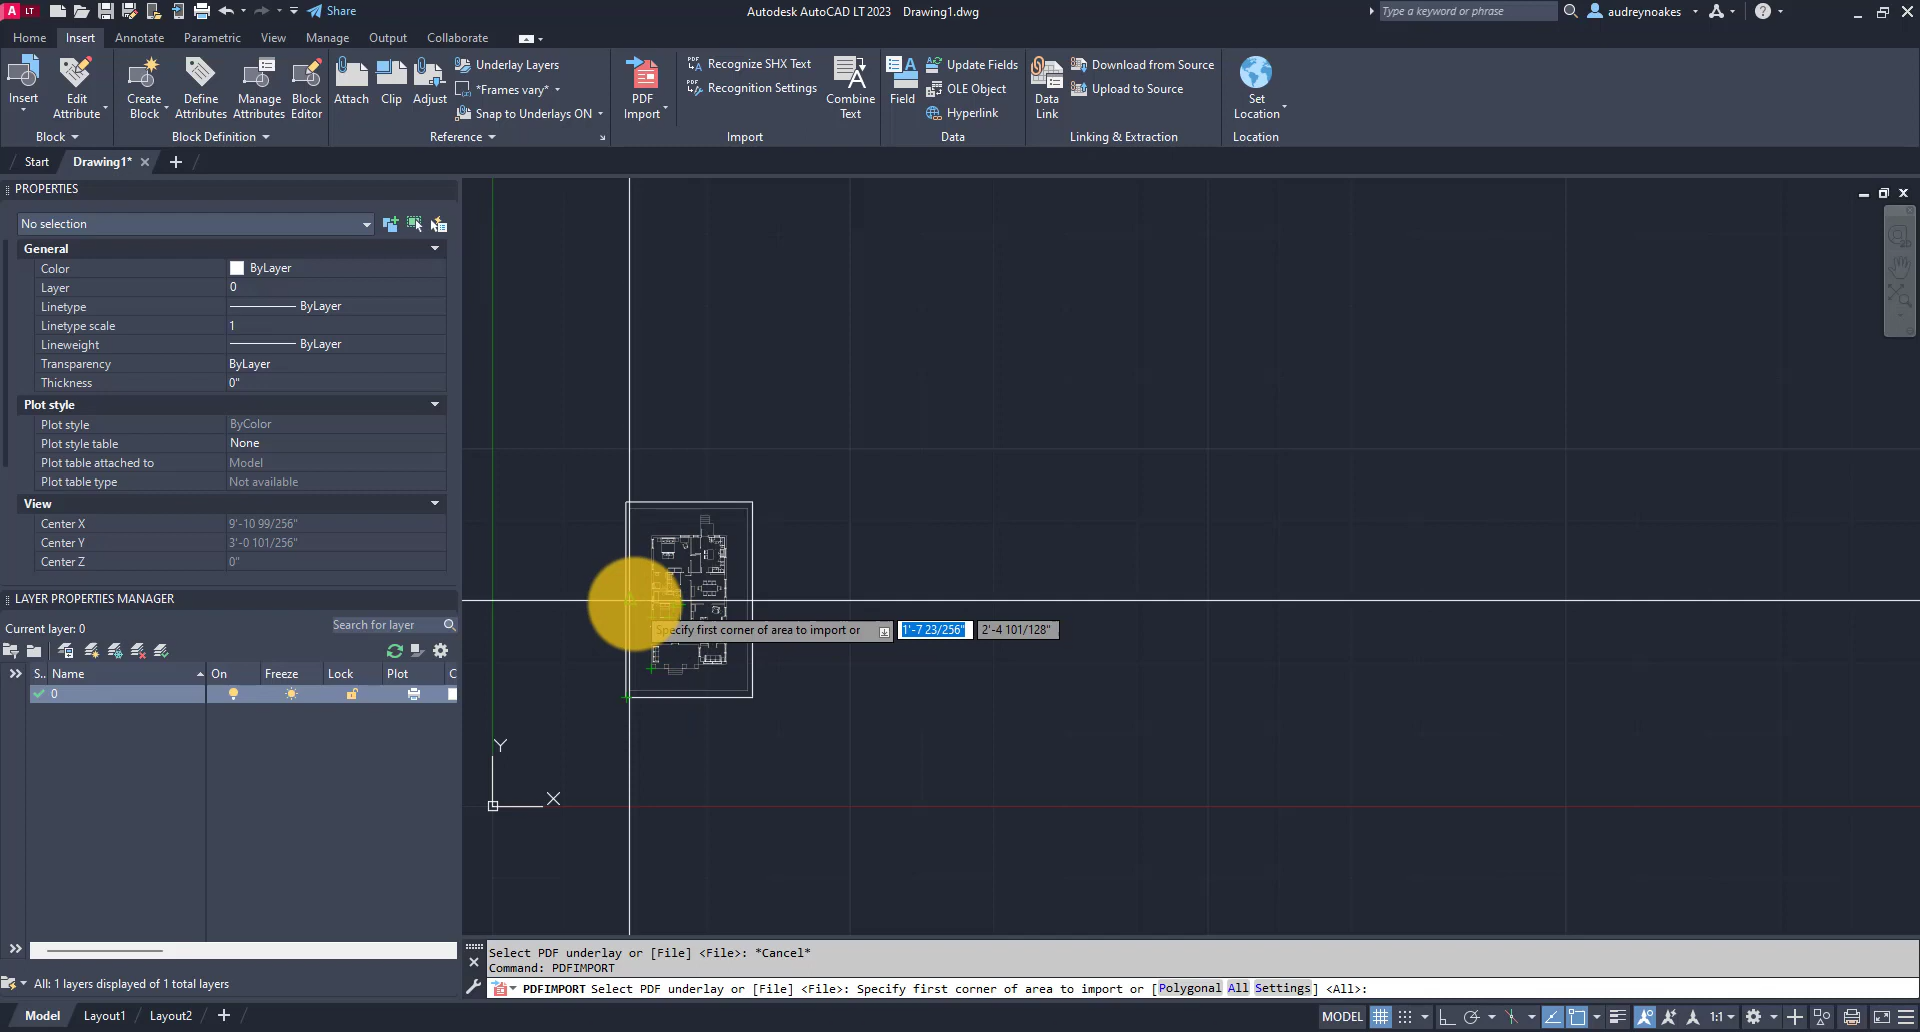 A LT Share Autodesk AutoCAD LT 2023 Drawing1.dwg Type a keyword or phrase audreynoakes
Home Insert Annotate Parametric View Manage Output Collaborate
Insert Edit Attribute Block
Create Block Define Attributes Manage Attributes Block Editor Block Definition
Attach Clip Adjust Underlay Layers *Frames vary* Snap to Underlays ON Reference
PDF Import PDF Recognize SHX Text PDF Recognition Settings Combine Text Import
Field Update Fields OLE Object Hyperlink Data
Data Link Download from Source Upload to Source Linking & Extraction
Set Location Location
Start Drawing1*
PROPERTIES
No selection
General
Color ByLayer
Layer 0
Linetype ByLayer
Linetype scale 1
Lineweight ByLayer
Transparency ByLayer
Thickness 0"
Plot style
Plot style ByColor
Plot style table None
Plot table attached to Model
Plot table type Not available
View
Center X 9'-10 99/256"
Center Y 3'-0 101/256"
Center Z 0"
LAYER PROPERTIES MANAGER
Current layer: 0 Search for layer
S.. Name On Freeze Lock Plot C
0
All: 1 layers displayed of 1 total layers
Specify first corner of area to import or 1'-7 23/256" 2'-4 101/128"
Y
X
Select PDF underlay or [File] <File>: *Cancel*
Command: PDFIMPORT
PDFIMPORT Select PDF underlay or [File] <File>: Specify first corner of area to import or [Polygonal All Settings] <All>:
Model Layout1 Layout2 MODEL 1:1